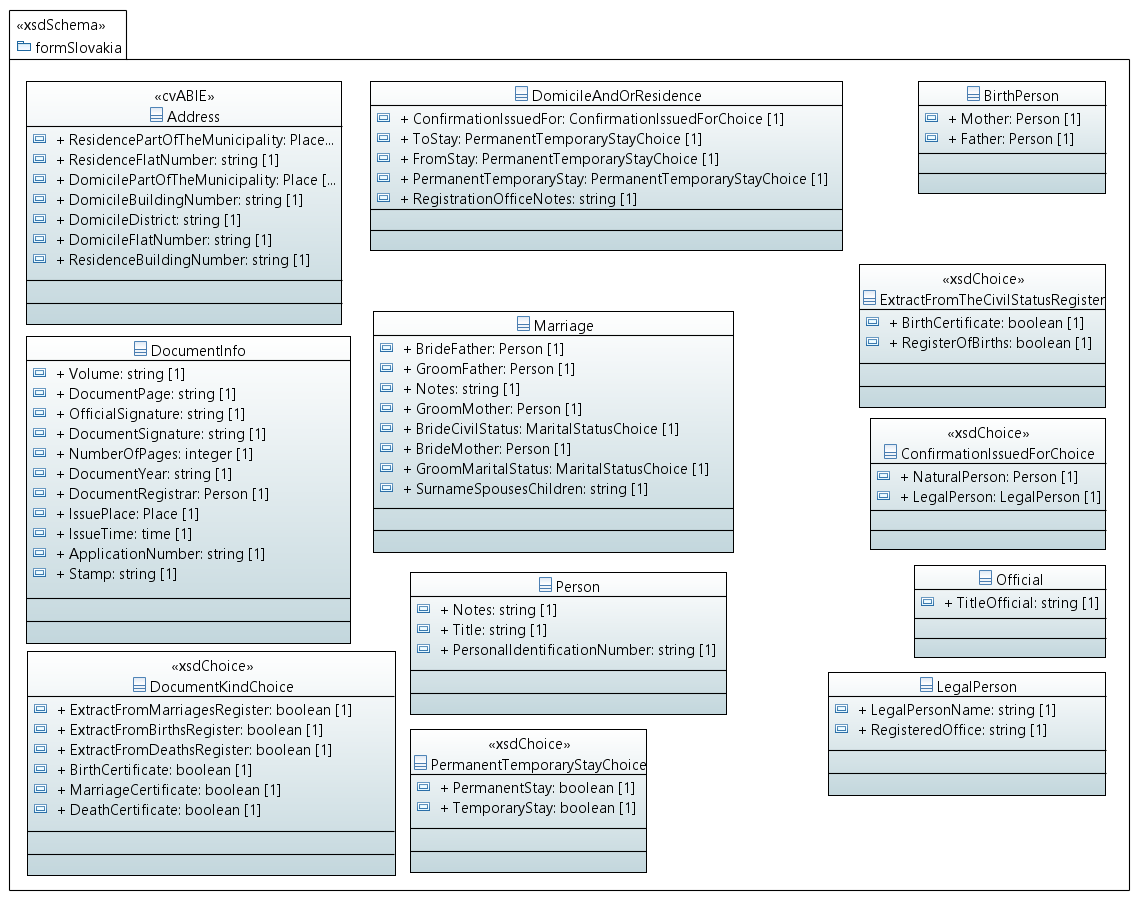 «xsdSchema»
formSlovakia
«cvABIE»
Address
+ ResidencePartOfTheMunicipality: Place...
+ ResidenceFlatNumber: string [1]
+ DomicilePartOfTheMunicipality: Place [...
+ DomicileBuildingNumber: string [1]
+ DomicileDistrict: string [1]
+ DomicileFlatNumber: string [1]
+ ResidenceBuildingNumber: string [1]
DomicileAndOrResidence
+ ConfirmationIssuedFor: ConfirmationIssuedForChoice [1]
+ ToStay: PermanentTemporaryStayChoice [1]
+ FromStay: PermanentTemporaryStayChoice [1]
+ PermanentTemporaryStay: PermanentTemporaryStayChoice [1]
+ RegistrationOfficeNotes: string [1]
BirthPerson
+ Mother: Person [1]
+ Father: Person [1]
«xsdChoice»
ExtractFromTheCivilStatusRegister
+ BirthCertificate: boolean [1]
+ RegisterOfBirths: boolean [1]
DocumentInfo
+ Volume: string [1]
+ DocumentPage: string [1]
+ OfficialSignature: string [1]
+ DocumentSignature: string [1]
+ NumberOfPages: integer [1]
+ DocumentYear: string [1]
+ DocumentRegistrar: Person [1]
+ IssuePlace: Place [1]
+ IssueTime: time [1]
+ ApplicationNumber: string [1]
+ Stamp: string [1]
Marriage
+ BrideFather: Person [1]
+ GroomFather: Person [1]
+ Notes: string [1]
+ GroomMother: Person [1]
+ BrideCivilStatus: MaritalStatusChoice [1]
+ BrideMother: Person [1]
+ GroomMaritalStatus: MaritalStatusChoice [1]
+ SurnameSpousesChildren: string [1]
«xsdChoice»
ConfirmationIssuedForChoice
+ NaturalPerson: Person [1]
+ LegalPerson: LegalPerson [1]
Person
+ Notes: string [1]
+ Title: string [1]
+ PersonalIdentificationNumber: string [1]
Official
+ TitleOfficial: string [1]
«xsdChoice»
DocumentKindChoice
+ ExtractFromMarriagesRegister: boolean [1]
+ ExtractFromBirthsRegister: boolean [1]
+ ExtractFromDeathsRegister: boolean [1]
+ BirthCertificate: boolean [1]
+ MarriageCertificate: boolean [1]
+ DeathCertificate: boolean [1]
«xsdChoice»
PermanentTemporaryStayChoice
+ PermanentStay: boolean [1]
+ TemporaryStay: boolean [1]
LegalPerson
+ LegalPersonName: string [1]
+ RegisteredOffice: string [1]